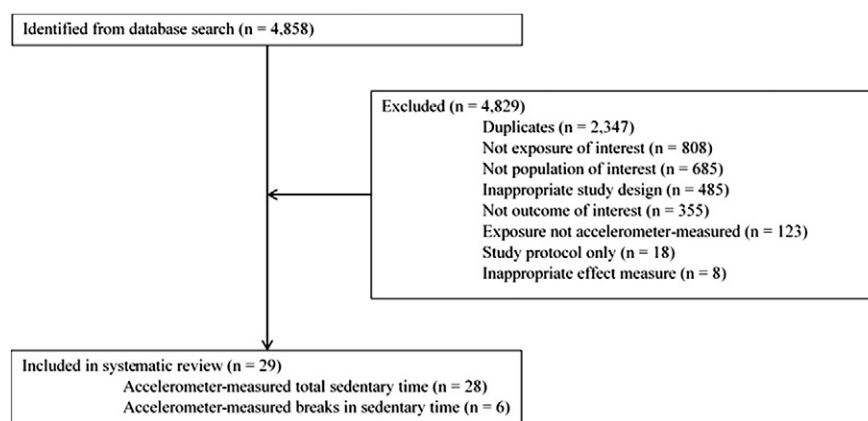 Identified from database search (n = 4,858)
Excluded (n = 4,829)
Duplicates (n = 2,347)
Not exposure of interest (n = 808)
Not population of interest (n = 685)
Inappropriate study design (n = 485)
Not outcome of interest (n = 355)
Exposure not accelerometer-measured (n = 123)
Study protocol only (n = 18)
Inappropriate effect measure (n = 8)
Included in systematic review (n = 29)
Accelerometer-measured total sedentary time (n = 28)
Accelerometer-measured breaks in sedentary time (n = 6)